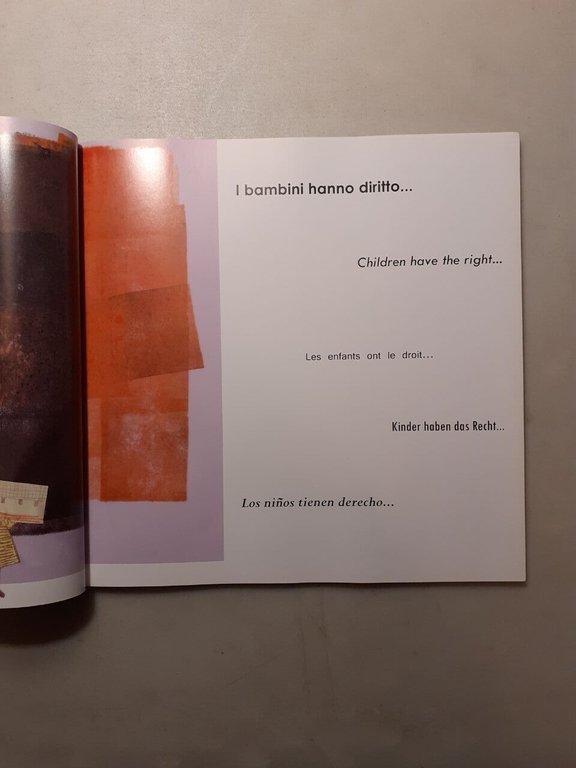 I bambini hanno diritto...
Children have the right...
Les enfants ont le droit...
Kinder haben das Recht...
Los niños tienen derecho...